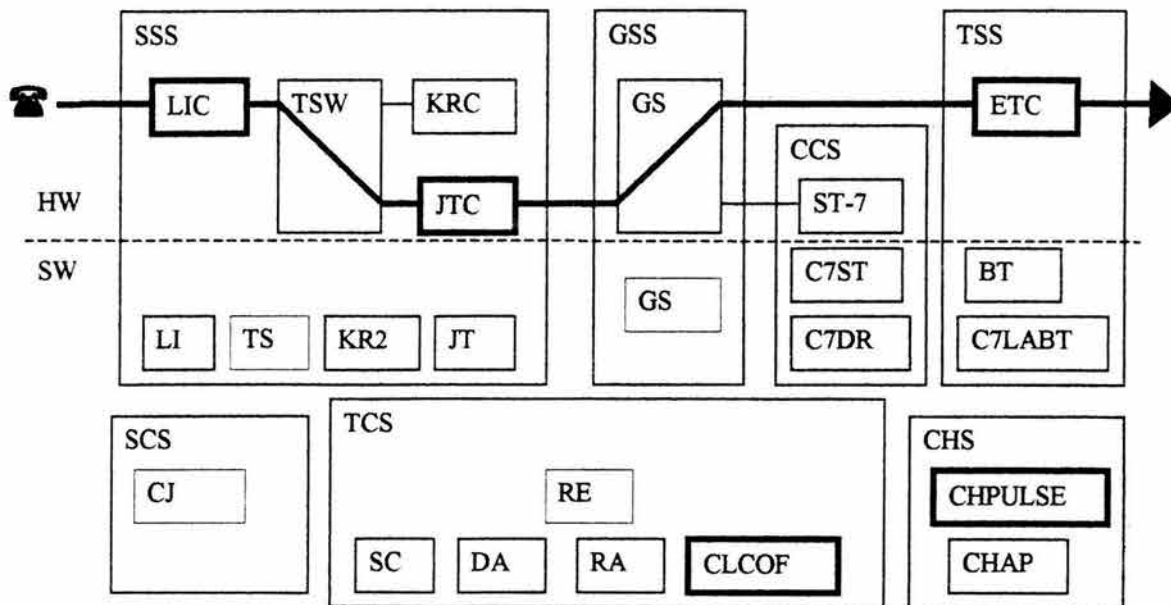 SSS
GSS
TSS
LIC
TSW
KRC
GS
ETC
CCS
HW
JTC
ST-7
SW
C7ST
BT
GS
LI
TS
KR2
JT
C7DR
C7LABT
SCS
TCS
CHS
CJ
RE
CHPULSE
SC
DA
RA
CLCOF
CHAP